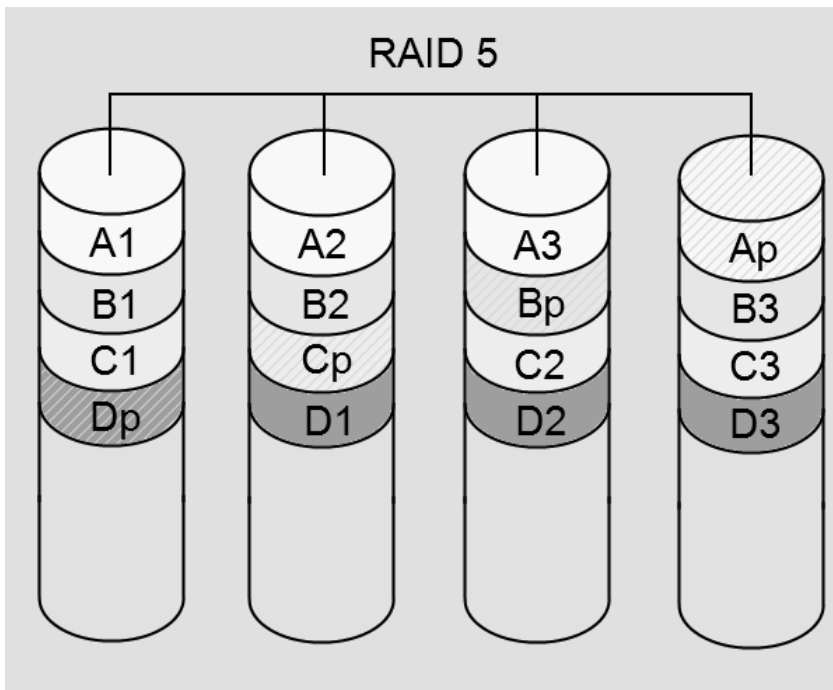 RAID 5
A1 A2 A3 Ap
B1 B2 Bp B3
C1 Cp C2 C3
Dp D1 D2 D3